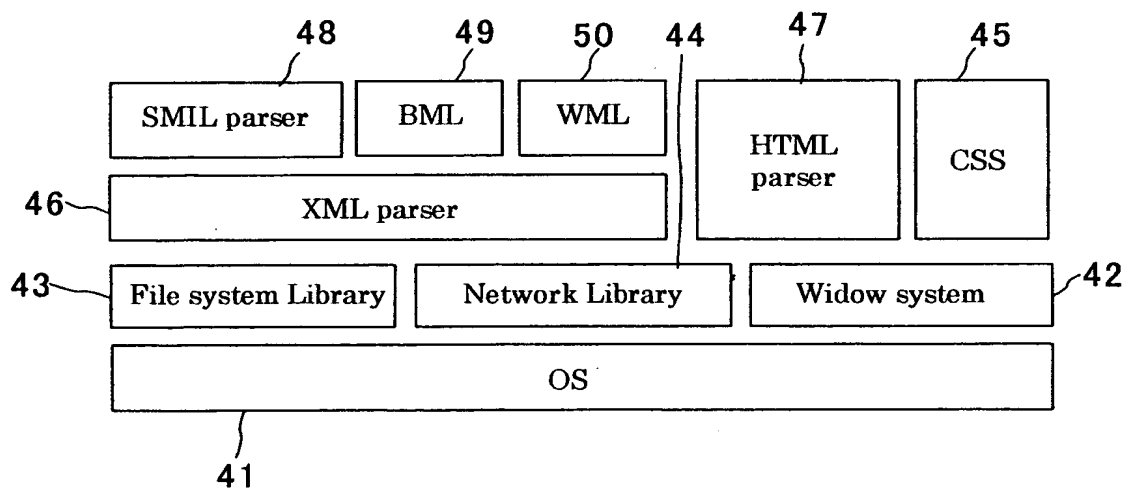 48 49 50 44 47 45
SMIL parser BML WML HTML parser CSS
46 XML parser
43 File system Library Network Library Widow system 42
OS
41